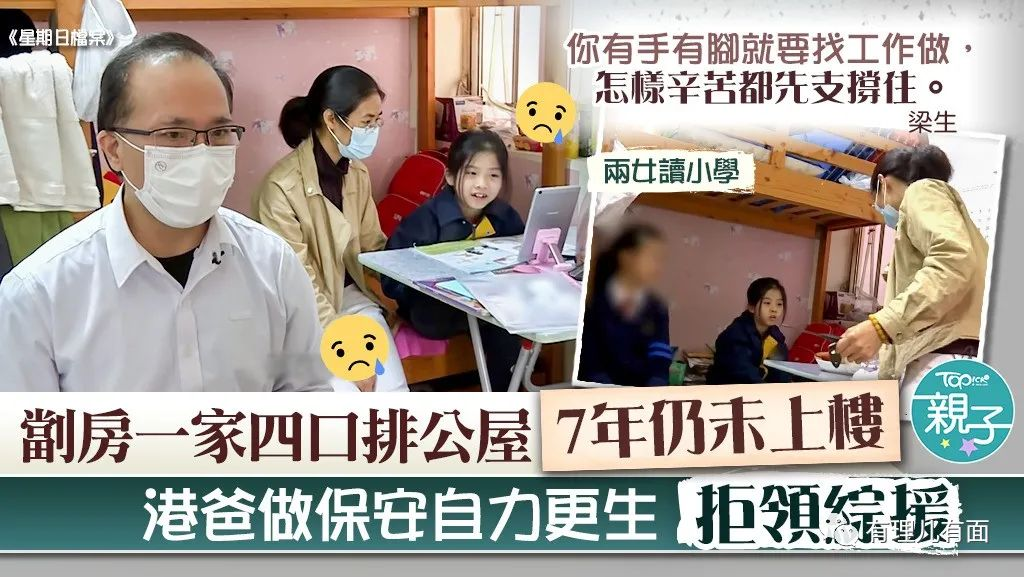 《星期日檔案》
你有手有腳就要找工作做，
怎樣辛苦都先支撐住。
梁生
兩女讀小學
TOPick
親子
劏房一家四口排公屋 7年仍未上樓
港爸做保安自力更生 拒領綜援
有理儿有面